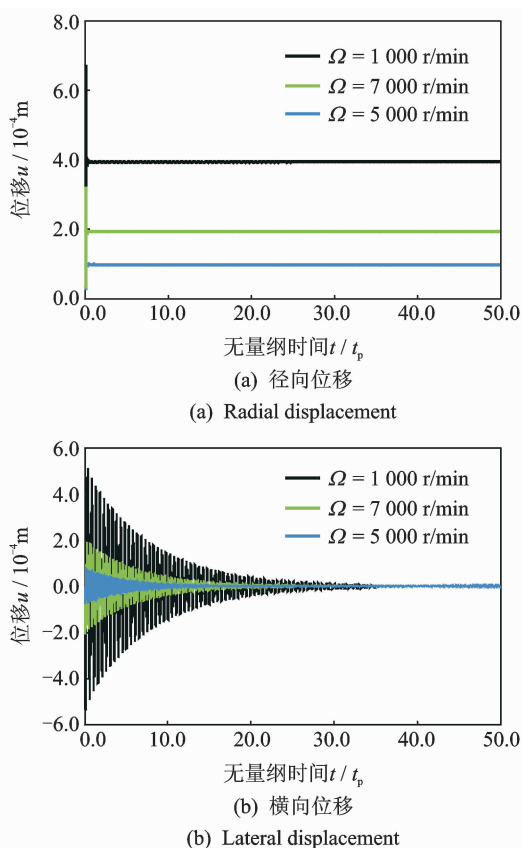 8.0
6.0
4.0
2.0
0.0
位移u / 10⁻⁴m
Ω = 1 000 r/min
Ω = 7 000 r/min
Ω = 5 000 r/min
0.0 10.0 20.0 30.0 40.0 50.0
无量纲时间t / tₚ
(a) 径向位移
(a) Radial displacement
6.0
4.0
2.0
0.0
−2.0
−4.0
−6.0
位移u / 10⁻⁴m
Ω = 1 000 r/min
Ω = 7 000 r/min
Ω = 5 000 r/min
0.0 10.0 20.0 30.0 40.0 50.0
无量纲时间t / tₚ
(b) 横向位移
(b) Lateral displacement